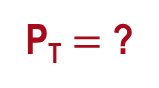 P_T = ?